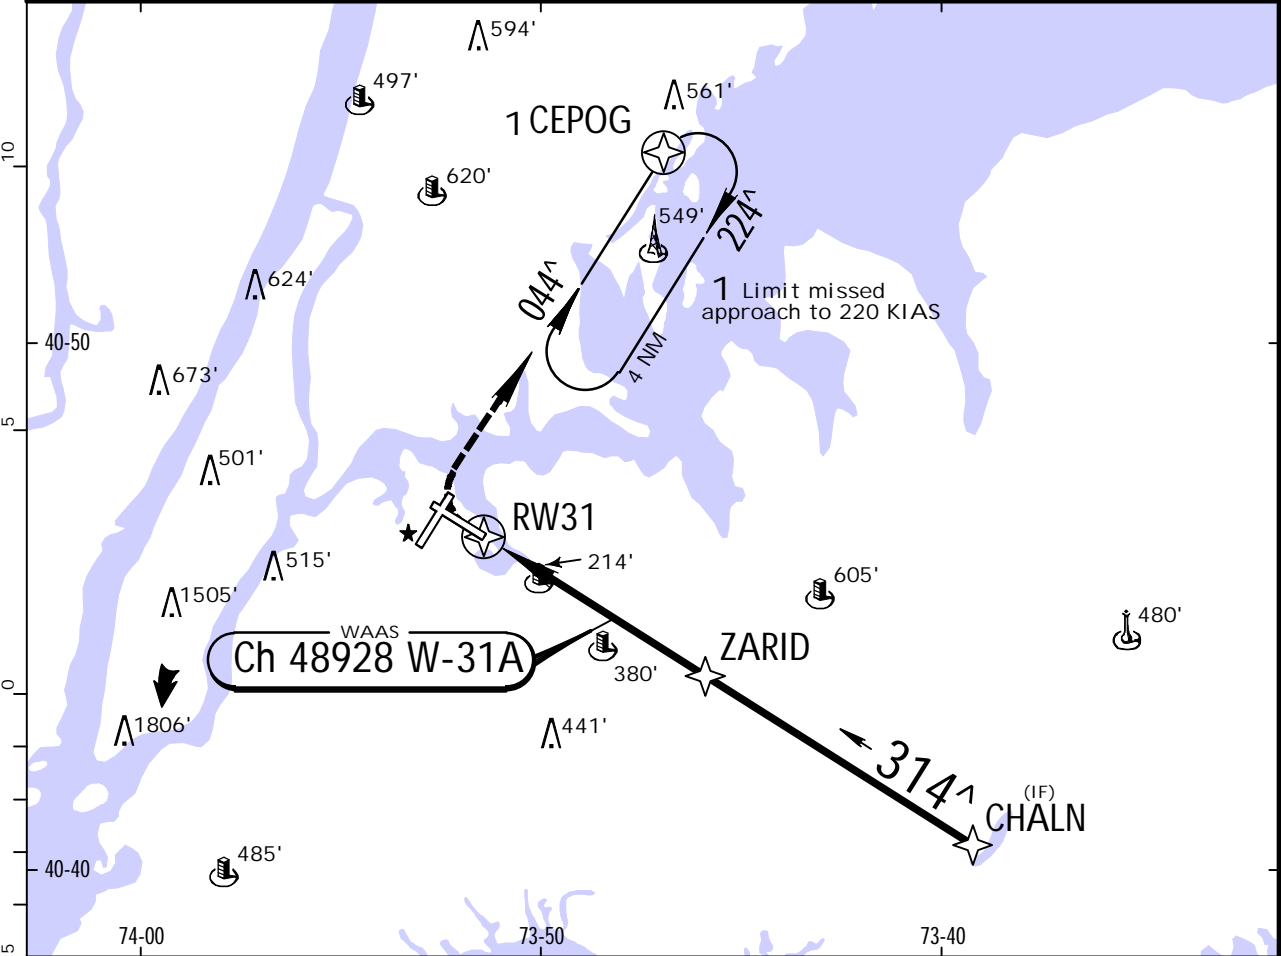 594'
497'
561'
1 CEPOG
10
620'
549'
224^
624'
044^
1 Limit missed
approach to 220 KIAS
40-50
4 NM
673'
5
501'
RW31
515'
214'
605'
1505'
480'
WAAS
Ch 48928 W-31A
ZARID
380'
0
1806'
441'
314^
(IF)
CHALN
485'
40-40
74-00
73-50
73-40
5